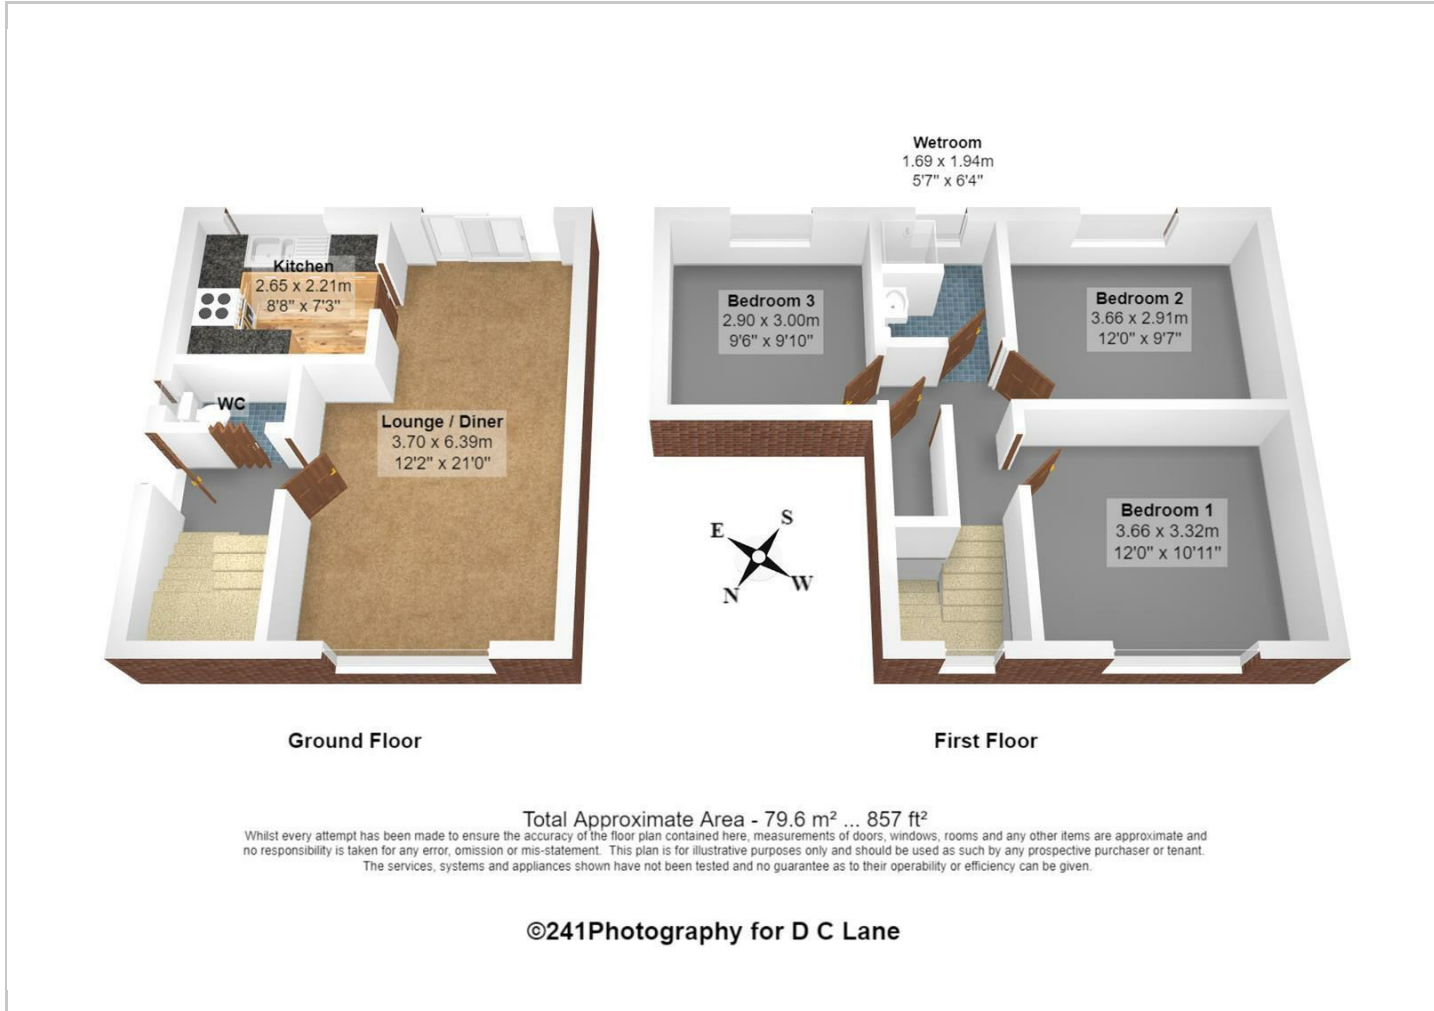 Wetroom
1.69 x 1.94m
5'7" x 6'4"
Kitchen
2.65 x 2.21m
8'8" x 7'3"
WC
Lounge / Diner
3.70 x 6.39m
12'2" x 21'0"
Bedroom 3
2.90 x 3.00m
9'6" x 9'10"
Bedroom 2
3.66 x 2.91m
12'0" x 9'7"
Bedroom 1
3.66 x 3.32m
12'0" x 10'11"
S
E
W
N
Ground Floor
First Floor
Total Approximate Area - 79.6 m² ... 857 ft²
Whilst every attempt has been made to ensure the accuracy of the floor plan contained here, measurements of doors, windows, rooms and any other items are approximate and
no responsibility is taken for any error, omission or mis-statement. This plan is for illustrative purposes only and should be used as such by any prospective purchaser or tenant.
The services, systems and appliances shown have not been tested and no guarantee as to their operability or efficiency can be given.
©241Photography for D C Lane